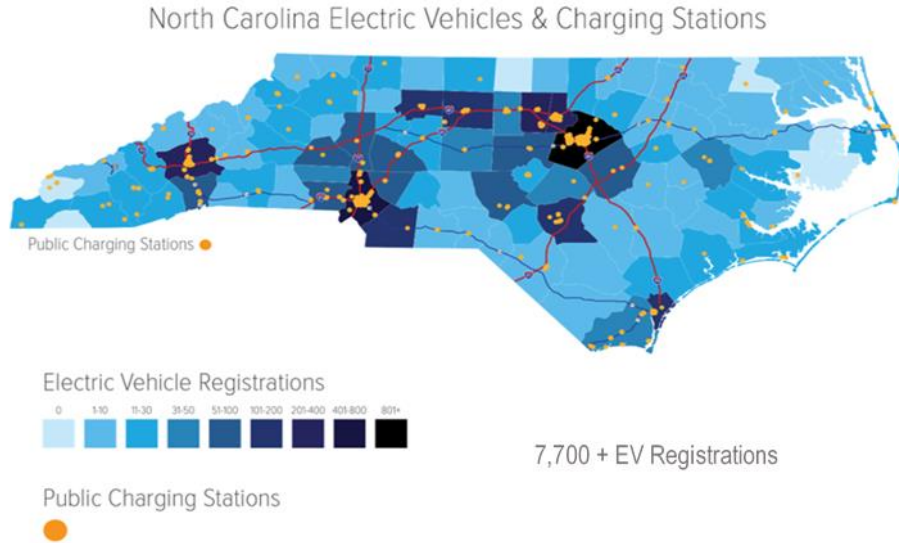 North Carolina Electric Vehicles & Charging Stations
Public Charging Stations
Electric Vehicle Registrations
0 1-10 11-30 31-50 51-100 101-200 201-400 401-800 801+
7,700 + EV Registrations
Public Charging Stations